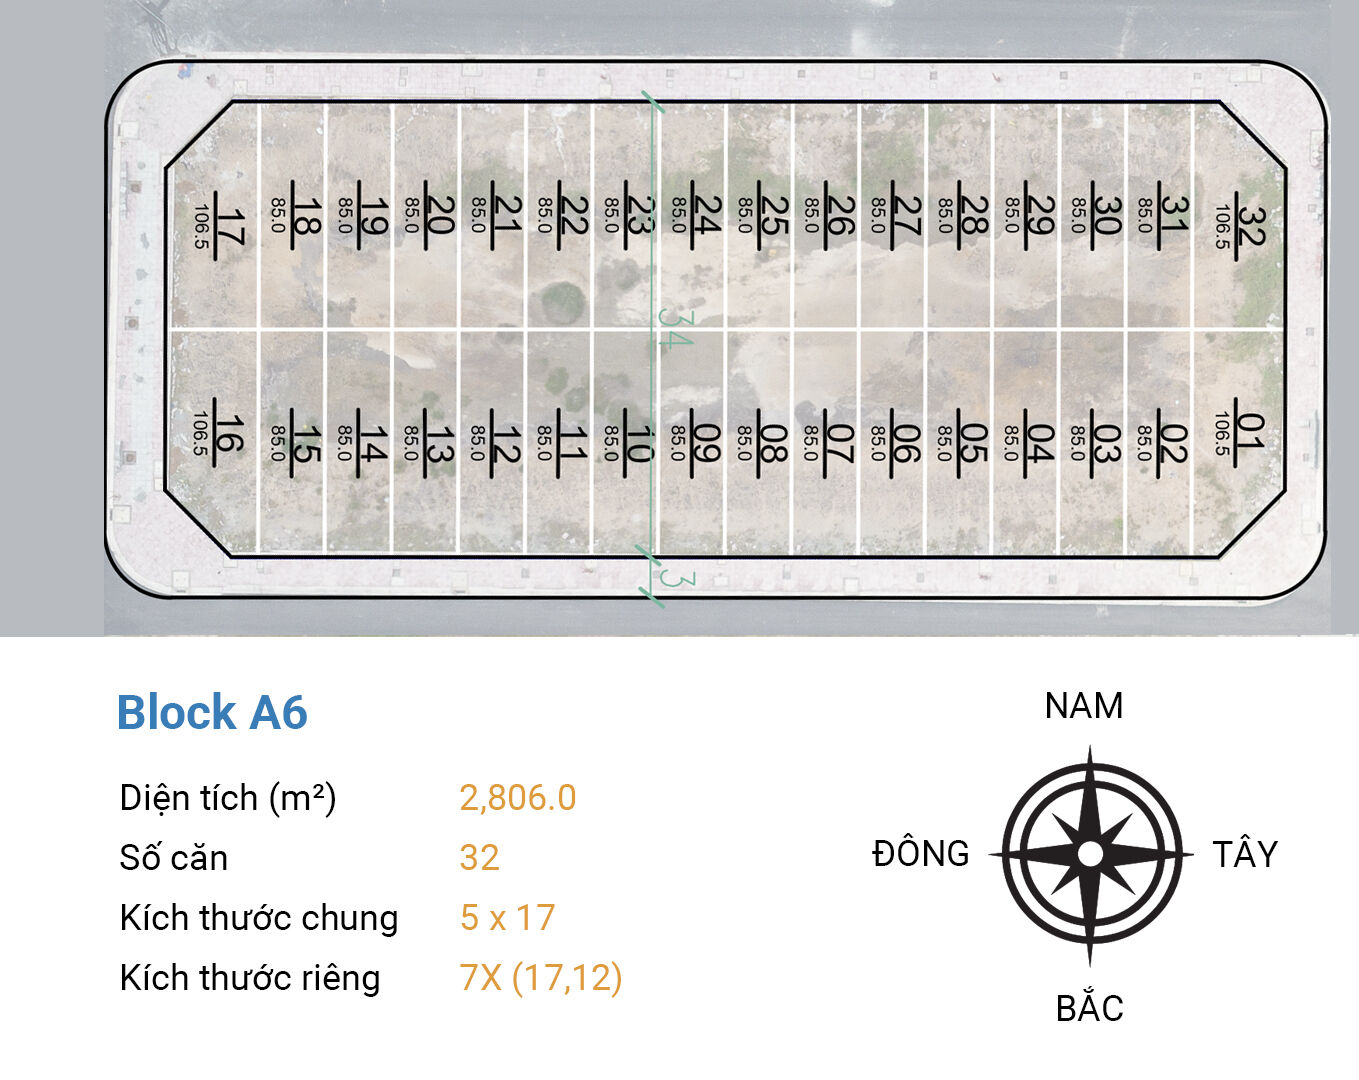 17 18 19 20 21 22 23 24 25 26 27 28 29 30 31 32
106.5 85.0 85.0 85.0 85.0 85.0 85.0 85.0 85.0 85.0 85.0 85.0 85.0 85.0 85.0 106.5
34
16 15 14 13 12 11 10 09 08 07 06 05 04 03 02 01
106.5 85.0 85.0 85.0 85.0 85.0 85.0 85.0 85.0 85.0 85.0 85.0 85.0 85.0 85.0 106.5
3
Block A6
Diện tích (m²) 2,806.0
Số căn 32
Kích thước chung 5 x 17
Kích thước riêng 7X (17,12)
NAM
ĐÔNG TÂY
BẮC